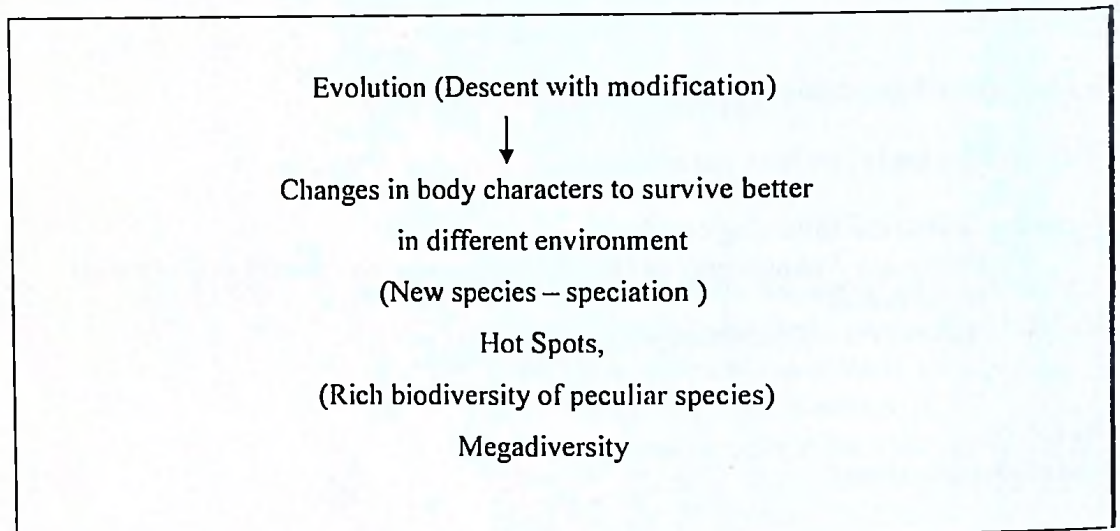 Evolution (Descent with modification)
Changes in body characters to survive better
in different environment
(New species – speciation )
Hot Spots,
(Rich biodiversity of peculiar species)
Megadiversity